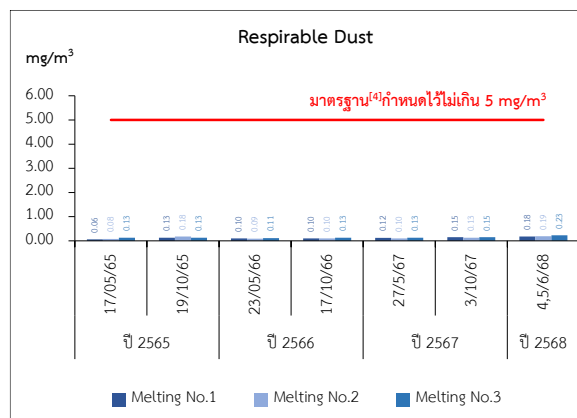 Respirable Dust
mg/m³
มาตรฐาน[4]กำหนดไว้ไม่เกิน 5 mg/m³
6.00
5.00
4.00
3.00
2.00
1.00
0.00
0.06 0.08 0.13 0.13 0.18 0.13 0.10 0.09 0.11 0.10 0.10 0.13 0.12 0.10 0.13 0.15 0.13 0.15 0.18 0.19 0.23
17/05/65 19/10/65 23/05/66 17/10/66 27/5/67 3/10/67 4,5/6/68
ปี 2565 ปี 2566 ปี 2567 ปี 2568
Melting No.1 Melting No.2 Melting No.3